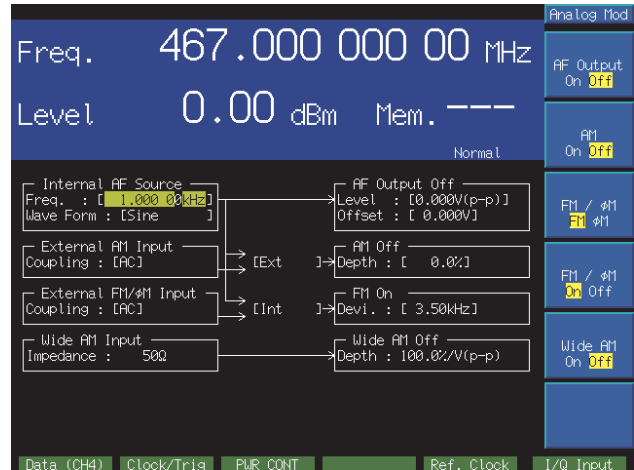 Analog Mod
Freq. 467.000 000 00 MHz
Level 0.00 dBm Mem. ---
Normal
AF Output
On Off
AM
On Off
FM / φM
FM φM
FM / φM
On Off
Wide AM
On Off
Internal AF Source
Freq. : [ 1.000 00kHz]
Wave Form : [Sine ]
AF Output Off
Level : [0.000V(p-p)]
Offset : [ 0.000V]
External AM Input
Coupling : [AC]
[Ext ]
AM Off
Depth : [ 0.0%]
External FM/φM Input
Coupling : [AC]
[Int ]
FM On
Devi. : [ 3.50kHz]
Wide AM Input
Impedance : 50Ω
Wide AM Off
Depth : 100.0%/V(p-p)
Data (CH4) Clock/Trig PWR CONT Ref. Clock I/Q Input